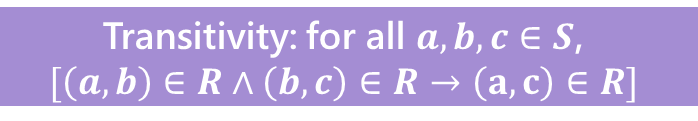 Transitivity: for all a, b, c ∈ S,
[(a, b) ∈ R ∧ (b, c) ∈ R → (a, c) ∈ R]